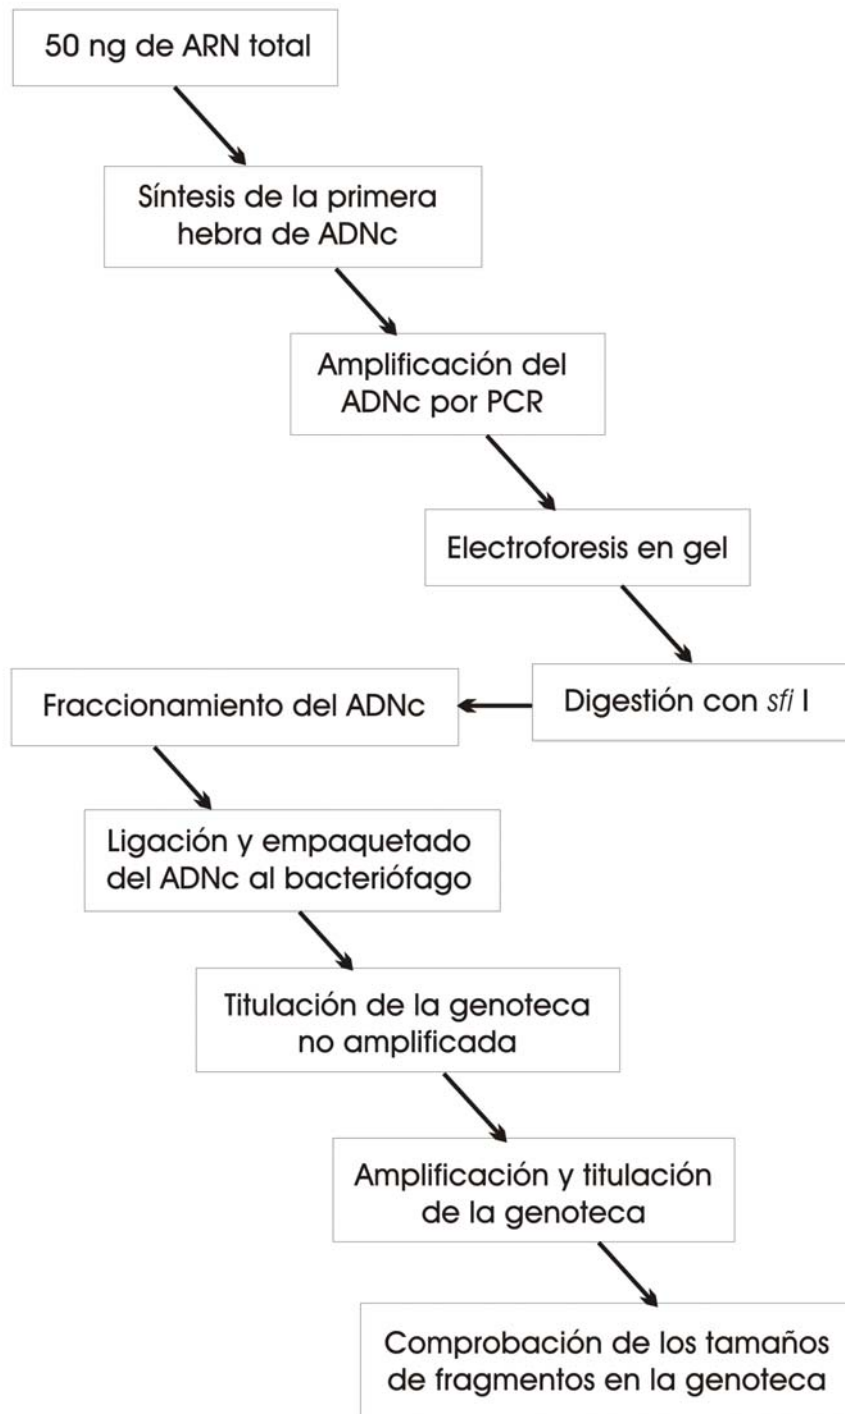 50 ng de ARN total
Síntesis de la primera
hebra de ADNc
Amplificación del
ADNc por PCR
Electroforesis en gel
Digestión con sfi I
Fraccionamiento del ADNc
Ligación y empaquetado
del ADNc al bacteriófago
Titulación de la genoteca
no amplificada
Amplificación y titulación
de la genoteca
Comprobación de los tamaños
de fragmentos en la genoteca